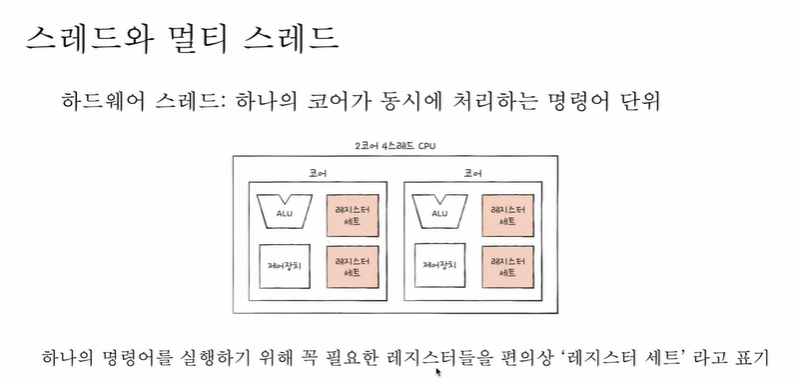 스레드와 멀티 스레드
하드웨어 스레드: 하나의 코어가 동시에 처리하는 명령어 단위
2코어 4스레드 CPU
코어
ALU
레지스터
세트
제어장치
레지스터
세트
코어
ALU
레지스터
세트
제어장치
레지스터
세트
하나의 명령어를 실행하기 위해 꼭 필요한 레지스터들을 편의상 ‘레지스터 세트’ 라고 표기